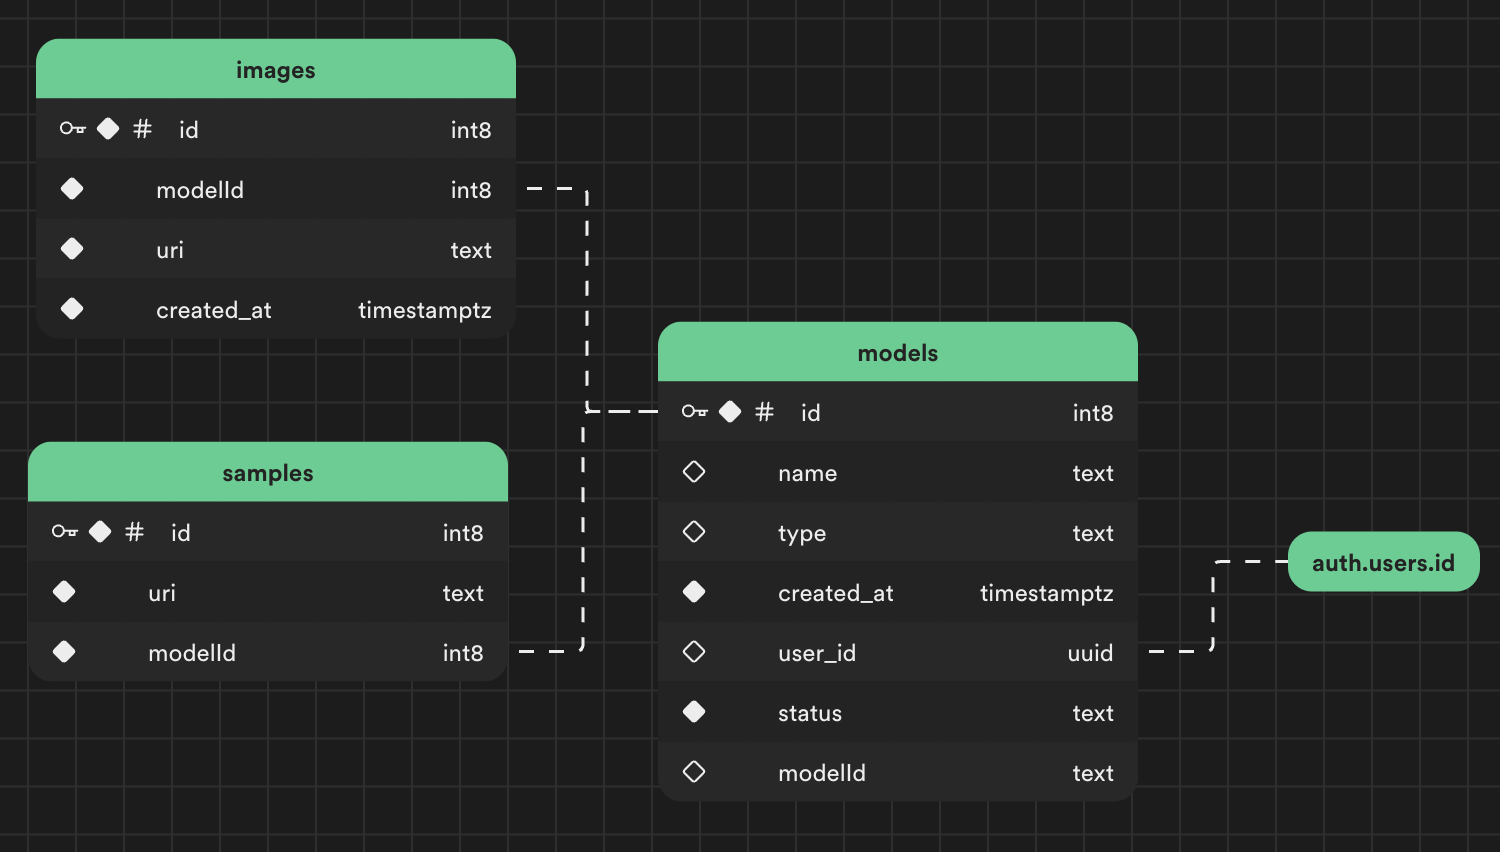 images
# id int8
modelId int8
uri text
created_at timestamptz
samples
# id int8
uri text
modelId int8
models
# id int8
name text
type text
created_at timestamptz
user_id uuid
status text
modelId text
auth.users.id